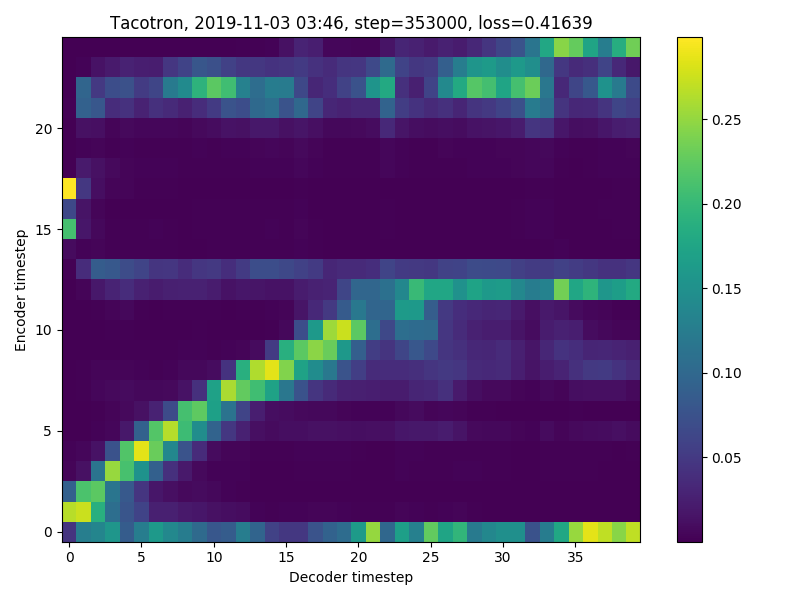 Tacotron, 2019-11-03 03:46, step=353000, loss=0.41639
Encoder timestep
20
15
10
5
0
0 5 10 15 20 25 30 35
Decoder timestep
0.25
0.20
0.15
0.10
0.05